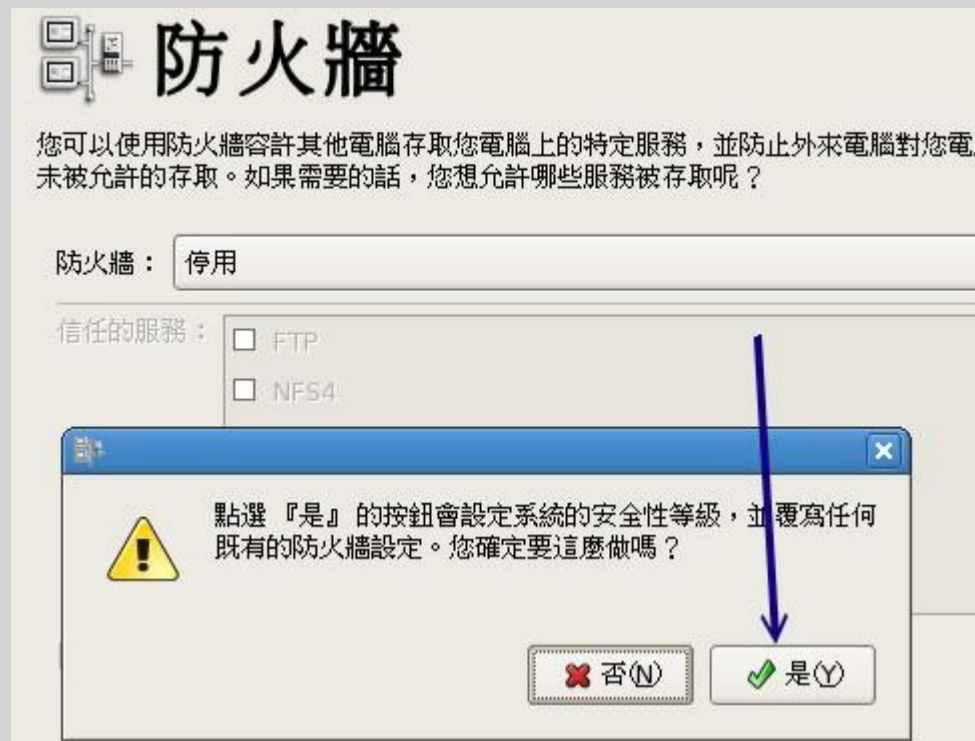 防火牆
您可以使用防火牆容許其他電腦存取您電腦上的特定服務，並防止外來電腦對您電
未被允許的存取。如果需要的話，您想允許哪些服務被存取呢？
防火牆： 停用
信任的服務： FTP
NFS4
點選 『是』 的按鈕會設定系統的安全性等級，並覆寫任何
既有的防火牆設定。您確定要這麼做嗎？
否(N) 是(Y)